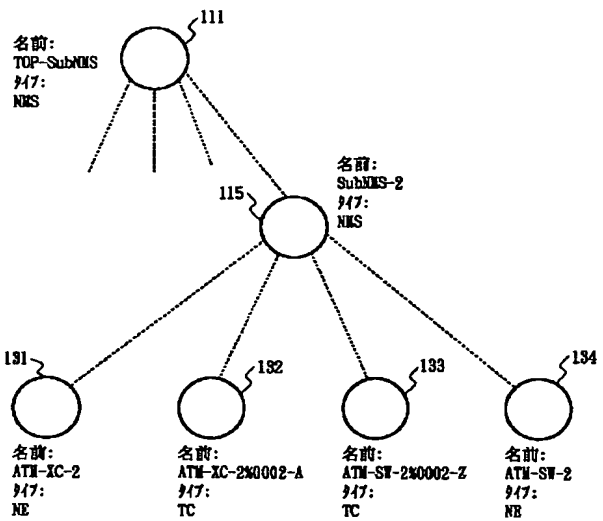 111
名前:
TOP-SubNMS
ﾀｲﾌﾟ:
NMS
名前:
SubNMS-2
ﾀｲﾌﾟ:
NMS
115
131
132
133
134
名前:
ATM-XC-2
ﾀｲﾌﾟ:
NE
名前:
ATM-XC-2%0002-A
ﾀｲﾌﾟ:
TC
名前:
ATM-SW-2%0002-Z
ﾀｲﾌﾟ:
TC
名前:
ATM-SW-2
ﾀｲﾌﾟ:
NE